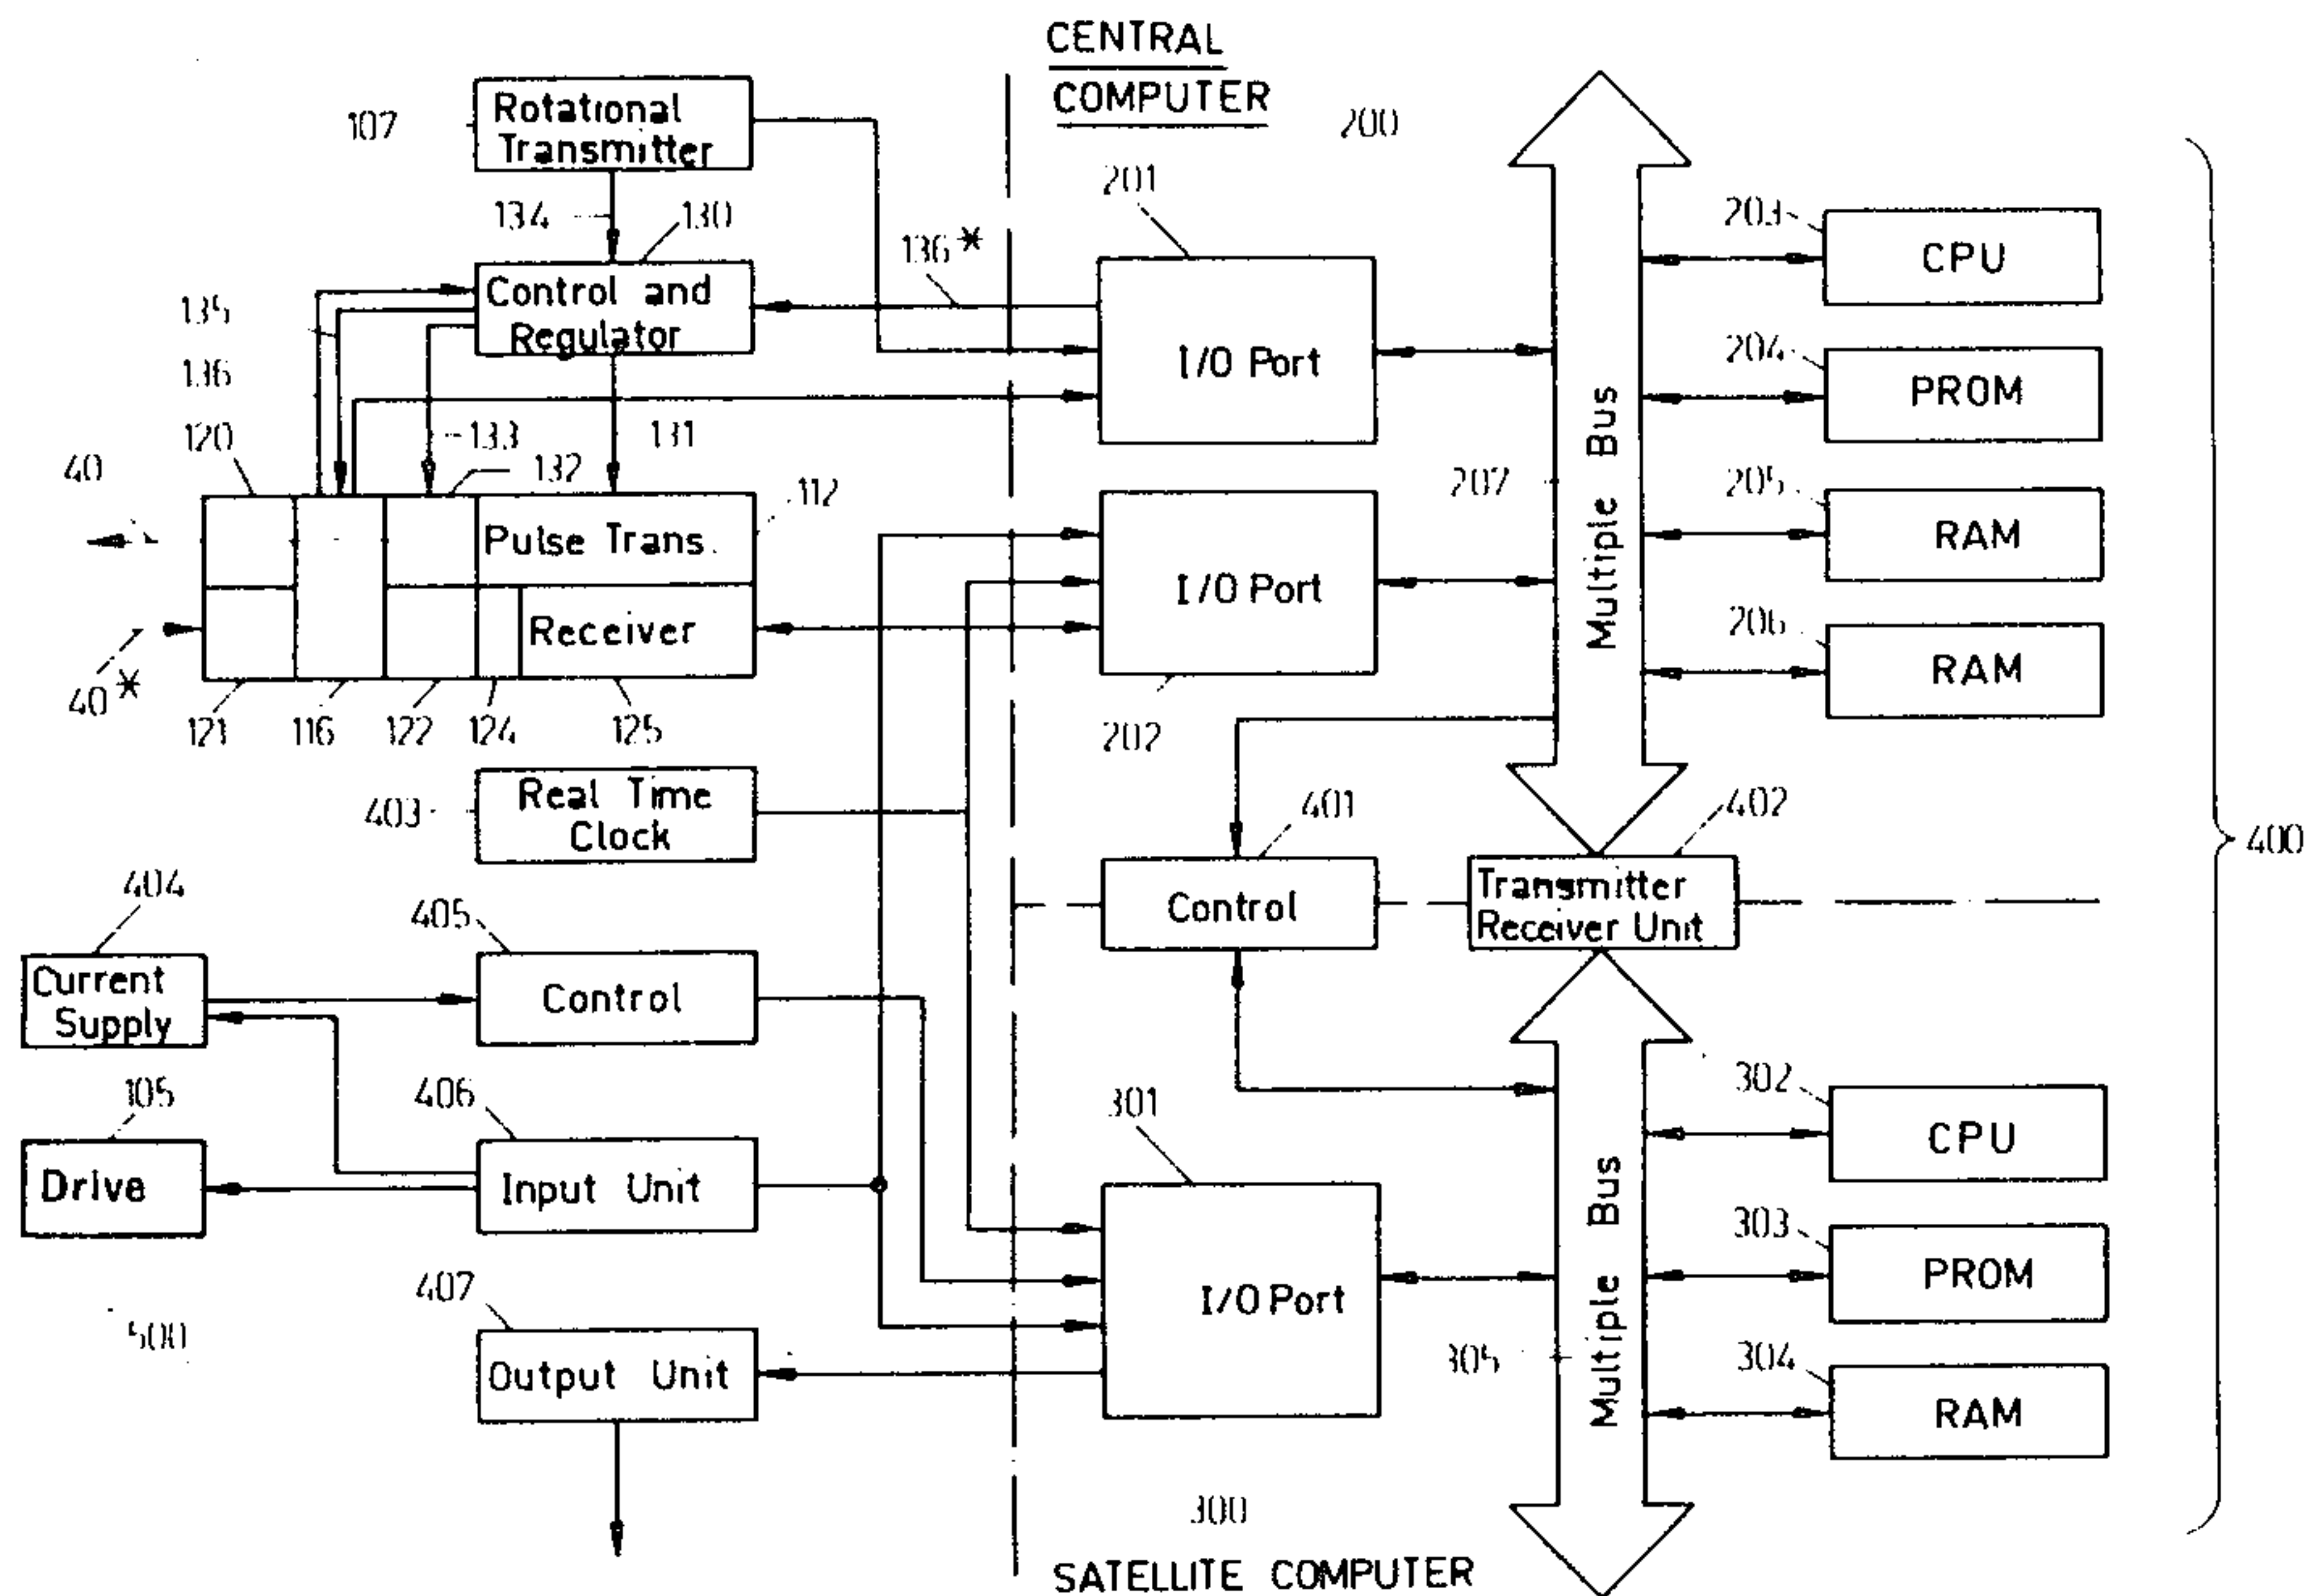 CENTRAL
COMPUTER
200
107
Rotational
Transmitter
134
130
136*
201
203
CPU
Control and
Regulator
135
136
I/O Port
204
PROM
120
133
131
40
132
112
207
Multiple Bus
205
RAM
Pulse Trans.
I/O Port
Receiver
206
RAM
40*
121
116
122
124
125
202
403
Real Time
Clock
401
402
400
404
405
Control
Transmitter
Receiver Unit
Current
Supply
Control
105
406
301
302
CPU
Drive
Input Unit
Multiple Bus
303
PROM
407
I/O Port
500
305
304
RAM
Output Unit
300
SATELLITE COMPUTER